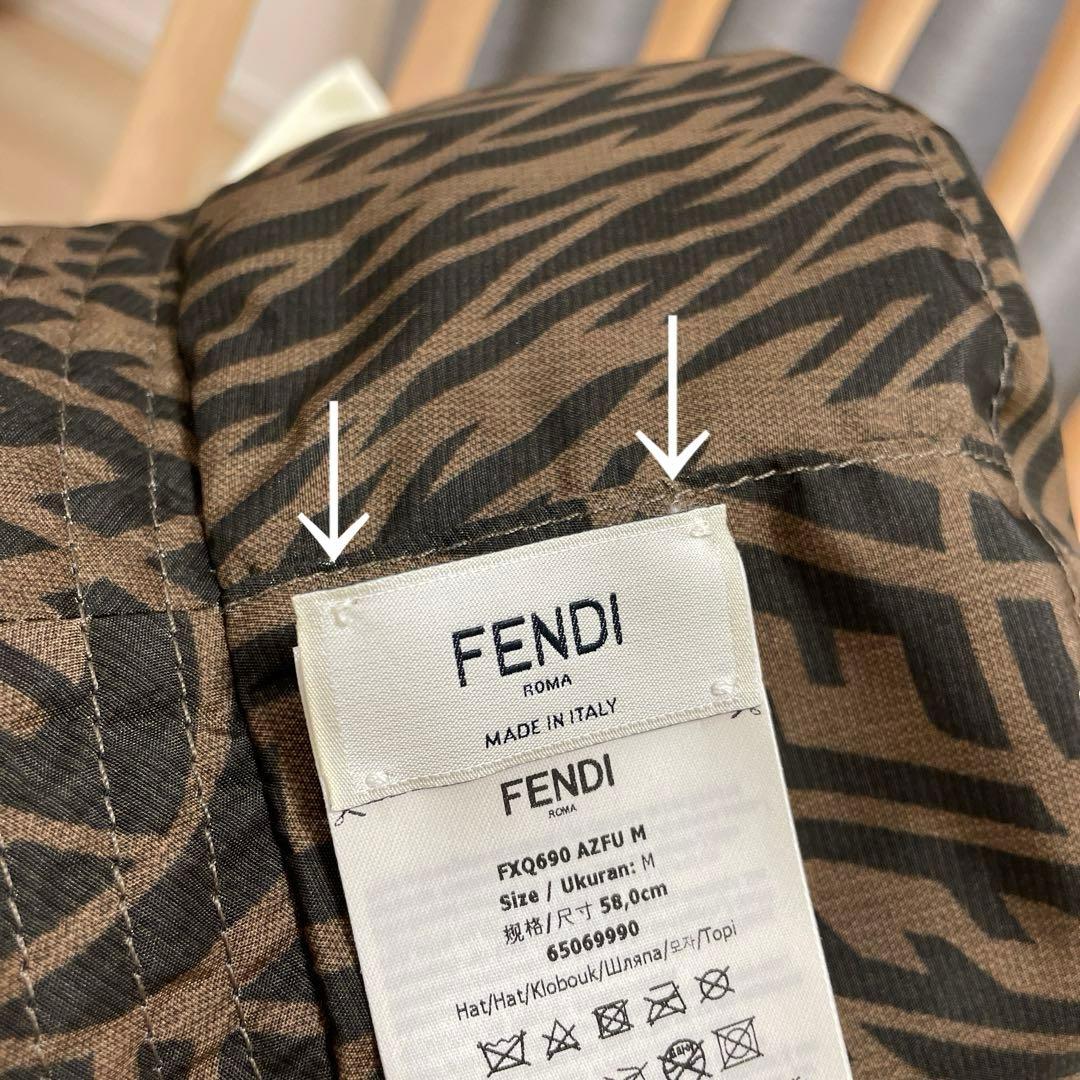 FENDI
ROMA
MADE IN ITALY
FENDI
ROMA
FXQ690 AZFU M
Size / Ukuran: M
规格/尺寸 58,0cm
65069990
Hat/Hat/Klobouk/Шляпа/모자/Topi